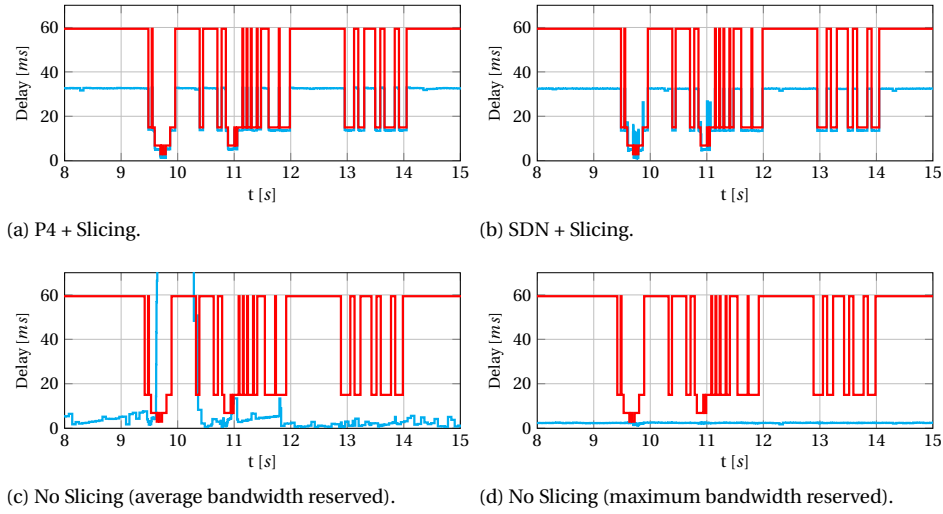 60
40
20
0
Delay [ms]
8 9 10 11 12 13 14 15
t [s]
(a) P4 + Slicing.
60
40
20
0
Delay [ms]
8 9 10 11 12 13 14 15
t [s]
(b) SDN + Slicing.
60
40
20
0
Delay [ms]
8 9 10 11 12 13 14 15
t [s]
(c) No Slicing (average bandwidth reserved).
60
40
20
0
Delay [ms]
8 9 10 11 12 13 14 15
t [s]
(d) No Slicing (maximum bandwidth reserved).